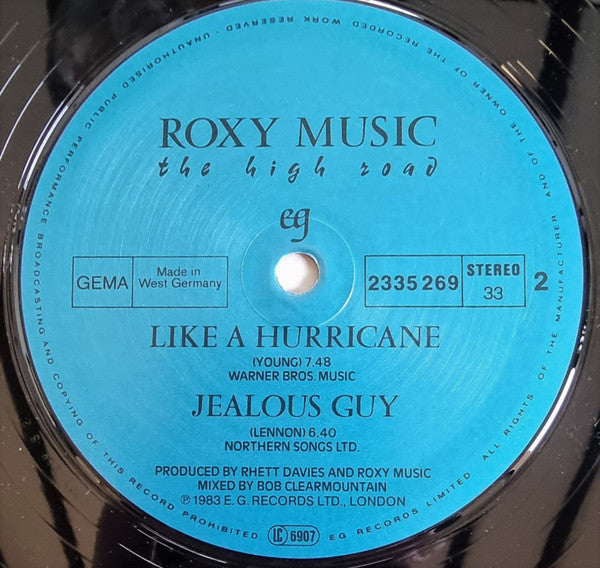 ROXY MUSIC
the high road
eg
GEMA
Made in
West Germany
2335 269
STEREO
33
2
LIKE A HURRICANE
(YOUNG) 7.48
WARNER BROS. MUSIC
JEALOUS GUY
(LENNON) 6.40
NORTHERN SONGS LTD.
PRODUCED BY RHETT DAVIES AND ROXY MUSIC
MIXED BY BOB CLEARMOUNTAIN
Ⓟ 1983 E.G. RECORDS LTD., LONDON
ALL RIGHTS OF THE MANUFACTURER AND OF THE OWNER OF THE RECORDED WORK RESERVED · UNAUTHORISED PUBLIC PERFORMANCE BROADCASTING AND COPYING OF THIS RECORD PROHIBITED
LC 6907
EG RECORDS LIMITED